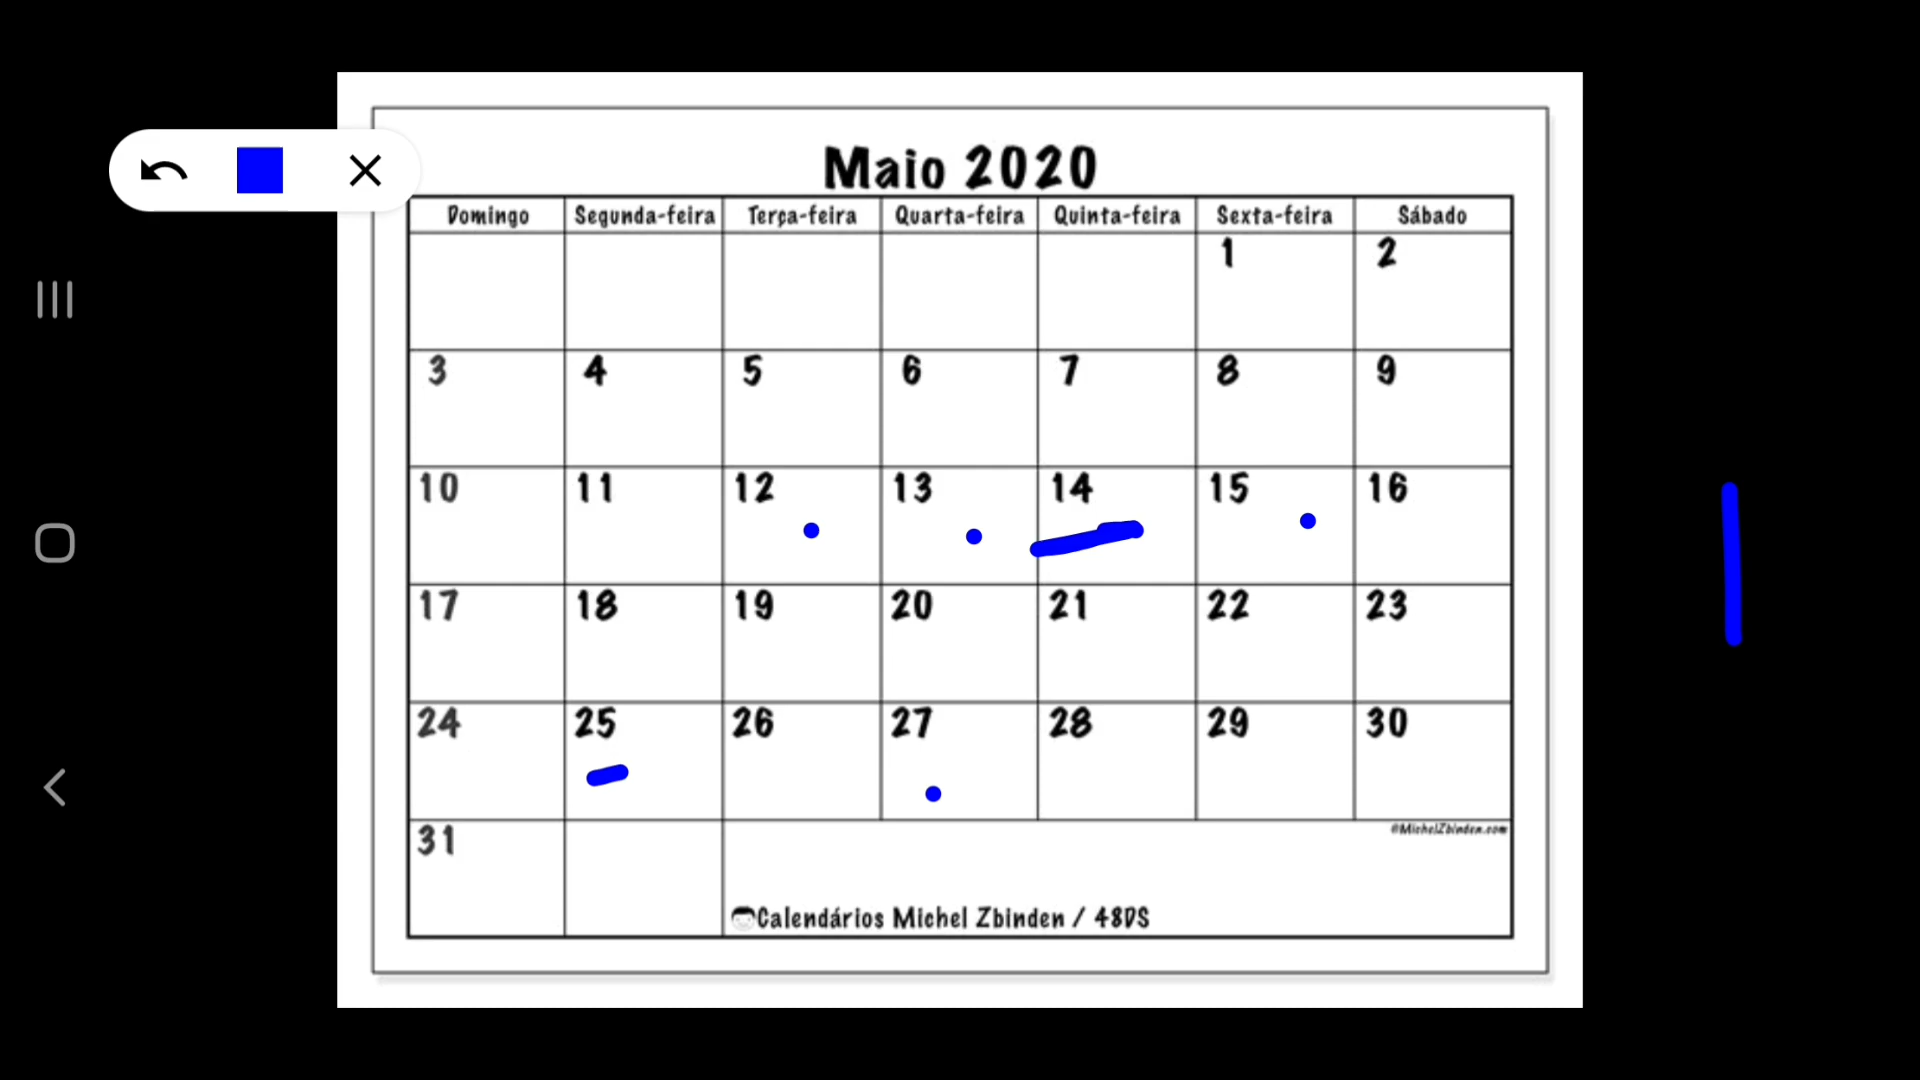 Maio 2020
Domingo Segunda-feira Terça-feira Quarta-feira Quinta-feira Sexta-feira Sábado
1 2
3 4 5 6 7 8 9
10 11 12 13 14 15 16
17 18 19 20 21 22 23
24 25 26 27 28 29 30
31
©MichelZbinden.com
Calendários Michel Zbinden / 48DS